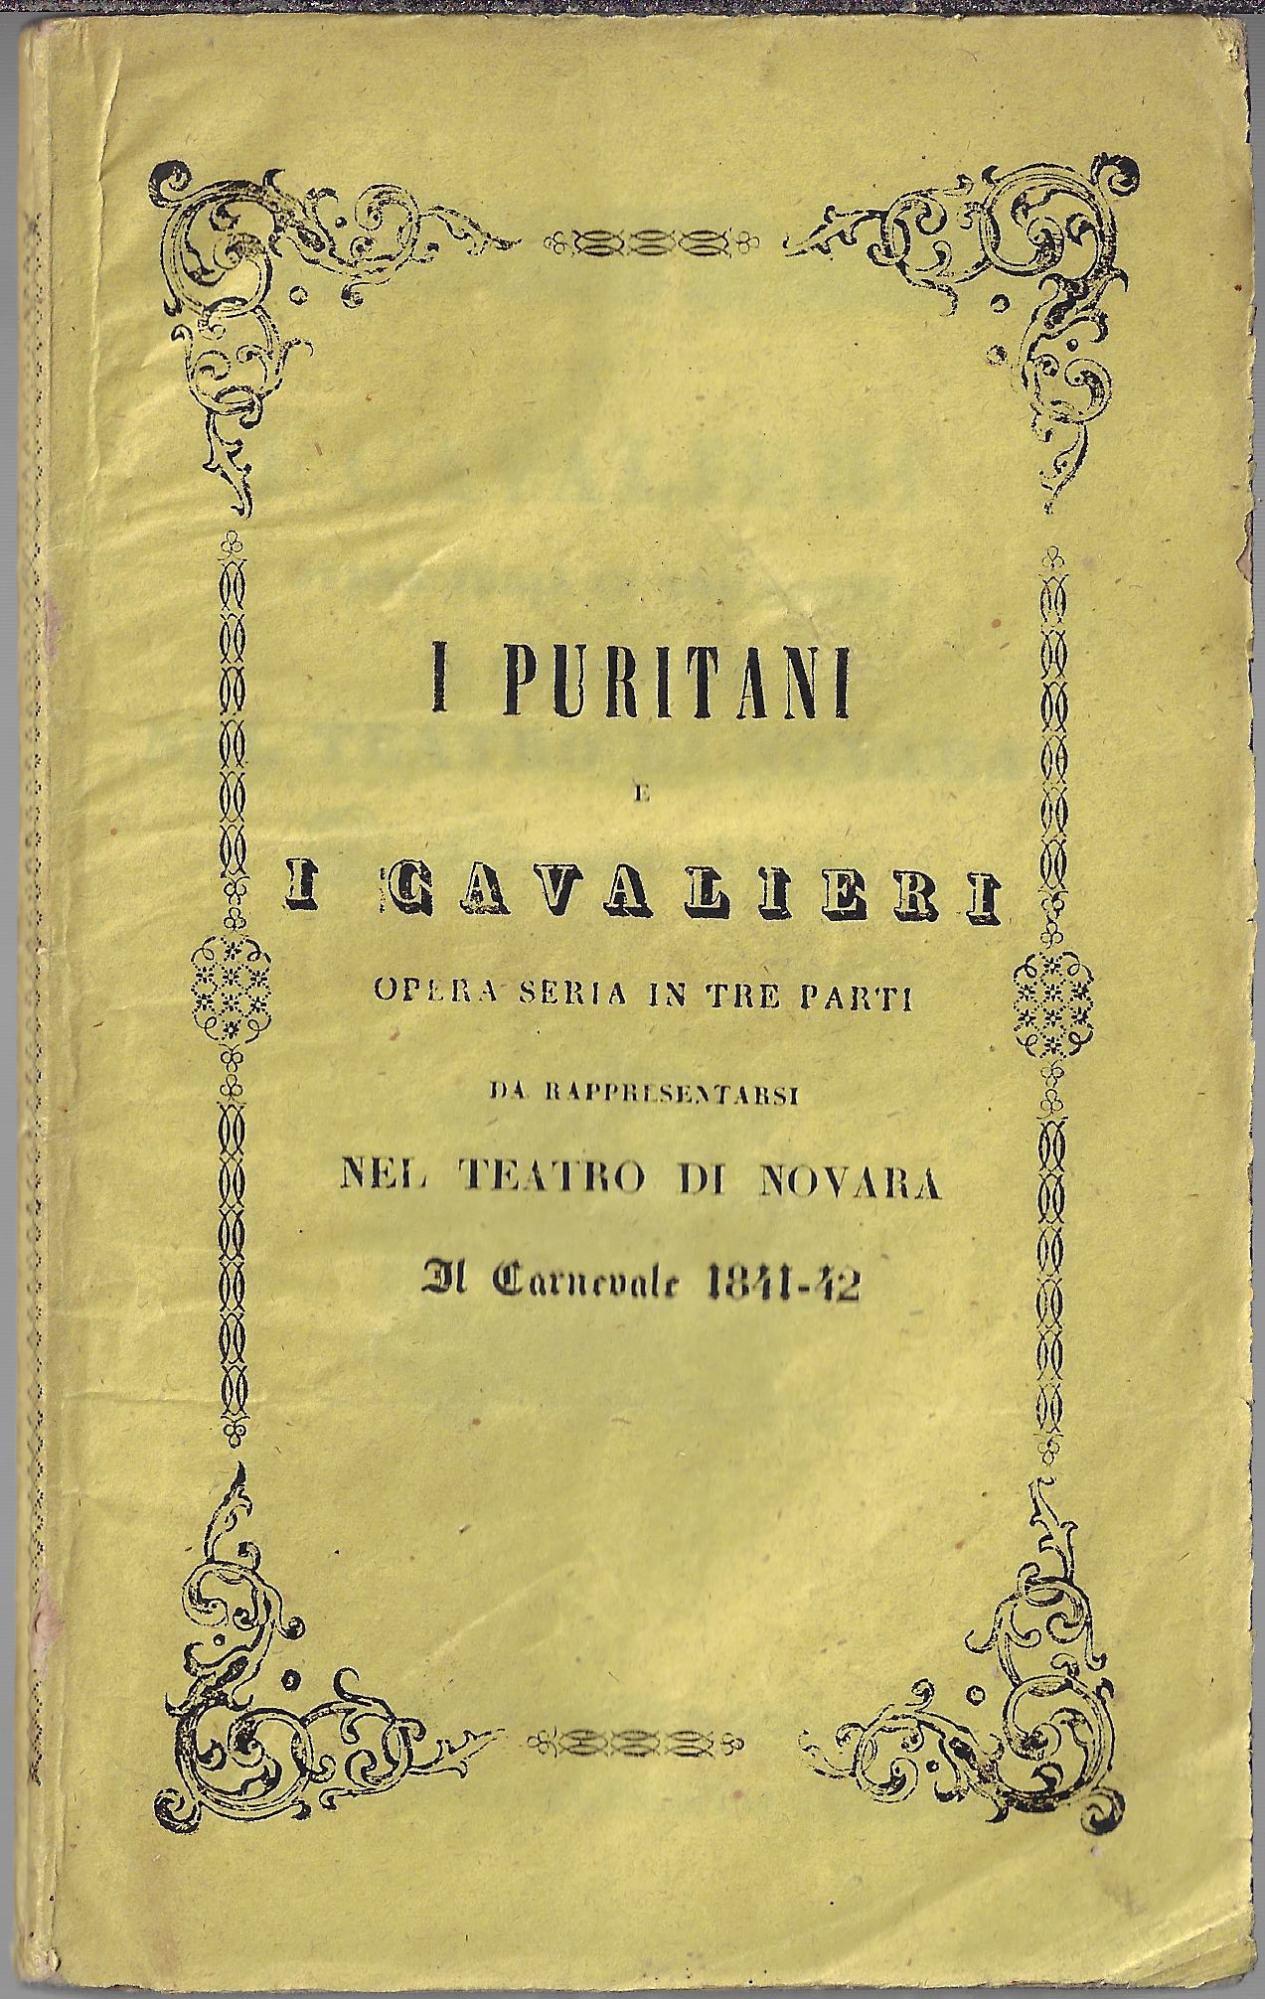 I PURITANI
E
I CAVALIERI
OPERA SERIA IN TRE PARTI
DA RAPPRESENTARSI
NEL TEATRO DI NOVARA
Il Carnevale 1841-42